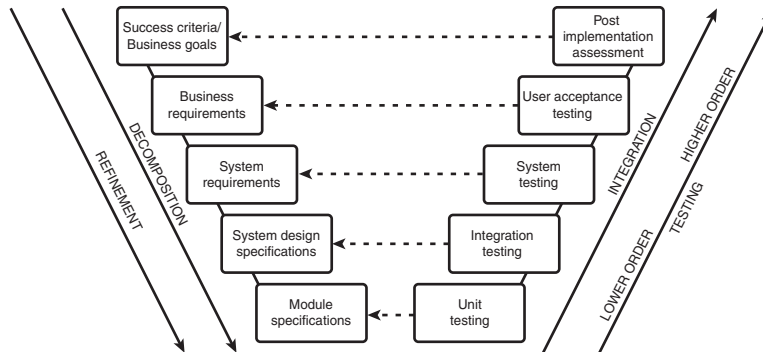 Success criteria/
Business goals
Post
implementation
assessment
Business
requirements
User acceptance
testing
System
requirements
System
testing
System design
specifications
Integration
testing
Module
specifications
Unit
testing
REFINEMENT
DECOMPOSITION
INTEGRATION
LOWER ORDER
HIGHER ORDER
TESTING